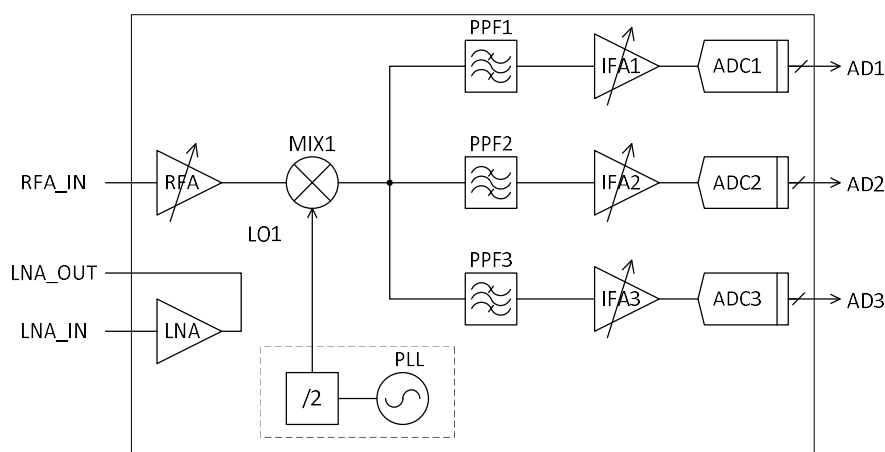 PPF1
IFA1
ADC1
AD1
MIX1
PPF2
RFA_IN
RFA
IFA2
ADC2
AD2
LO1
PPF3
LNA_OUT
IFA3
ADC3
AD3
LNA_IN
LNA
PLL
/2